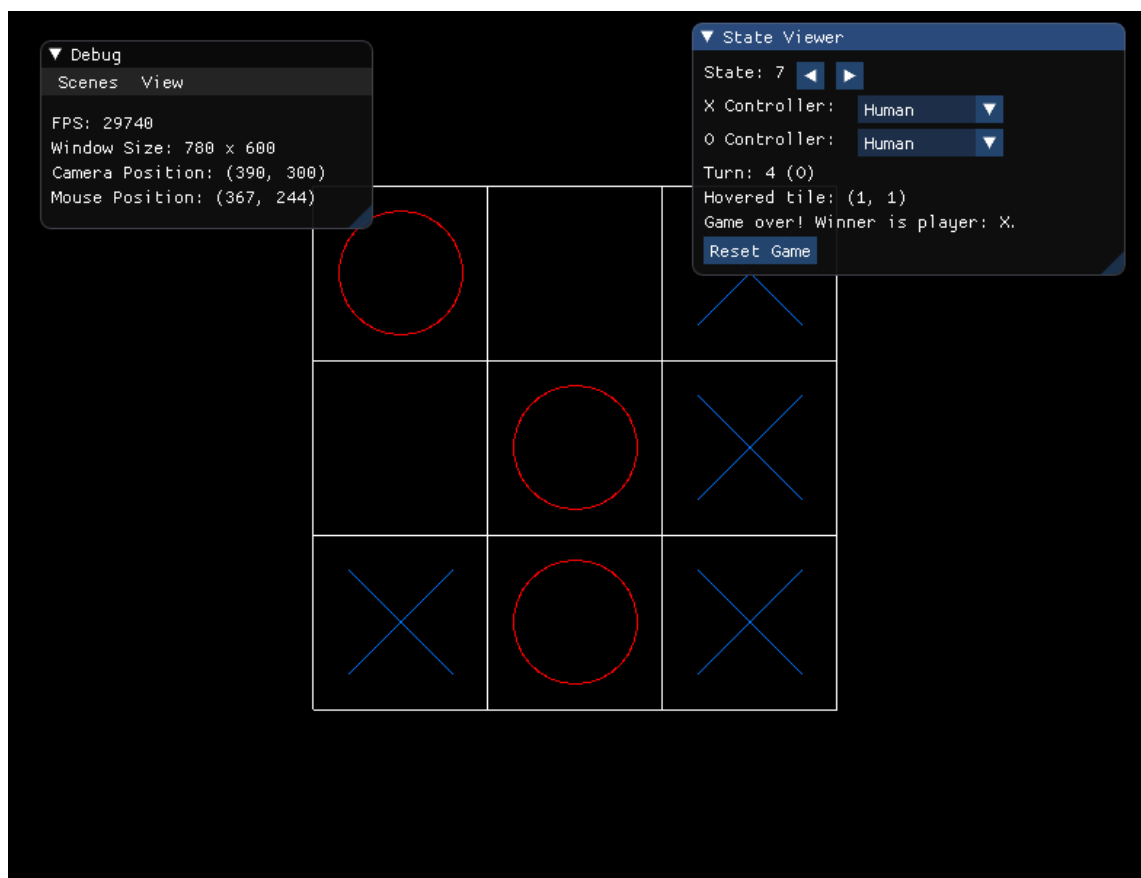 Debug
Scenes View
FPS: 29740
Window Size: 780 x 600
Camera Position: (390, 300)
Mouse Position: (367, 244)
State Viewer
State: 7
X Controller: Human
O Controller: Human
Turn: 4 (O)
Hovered tile: (1, 1)
Game over! Winner is player: X.
Reset Game